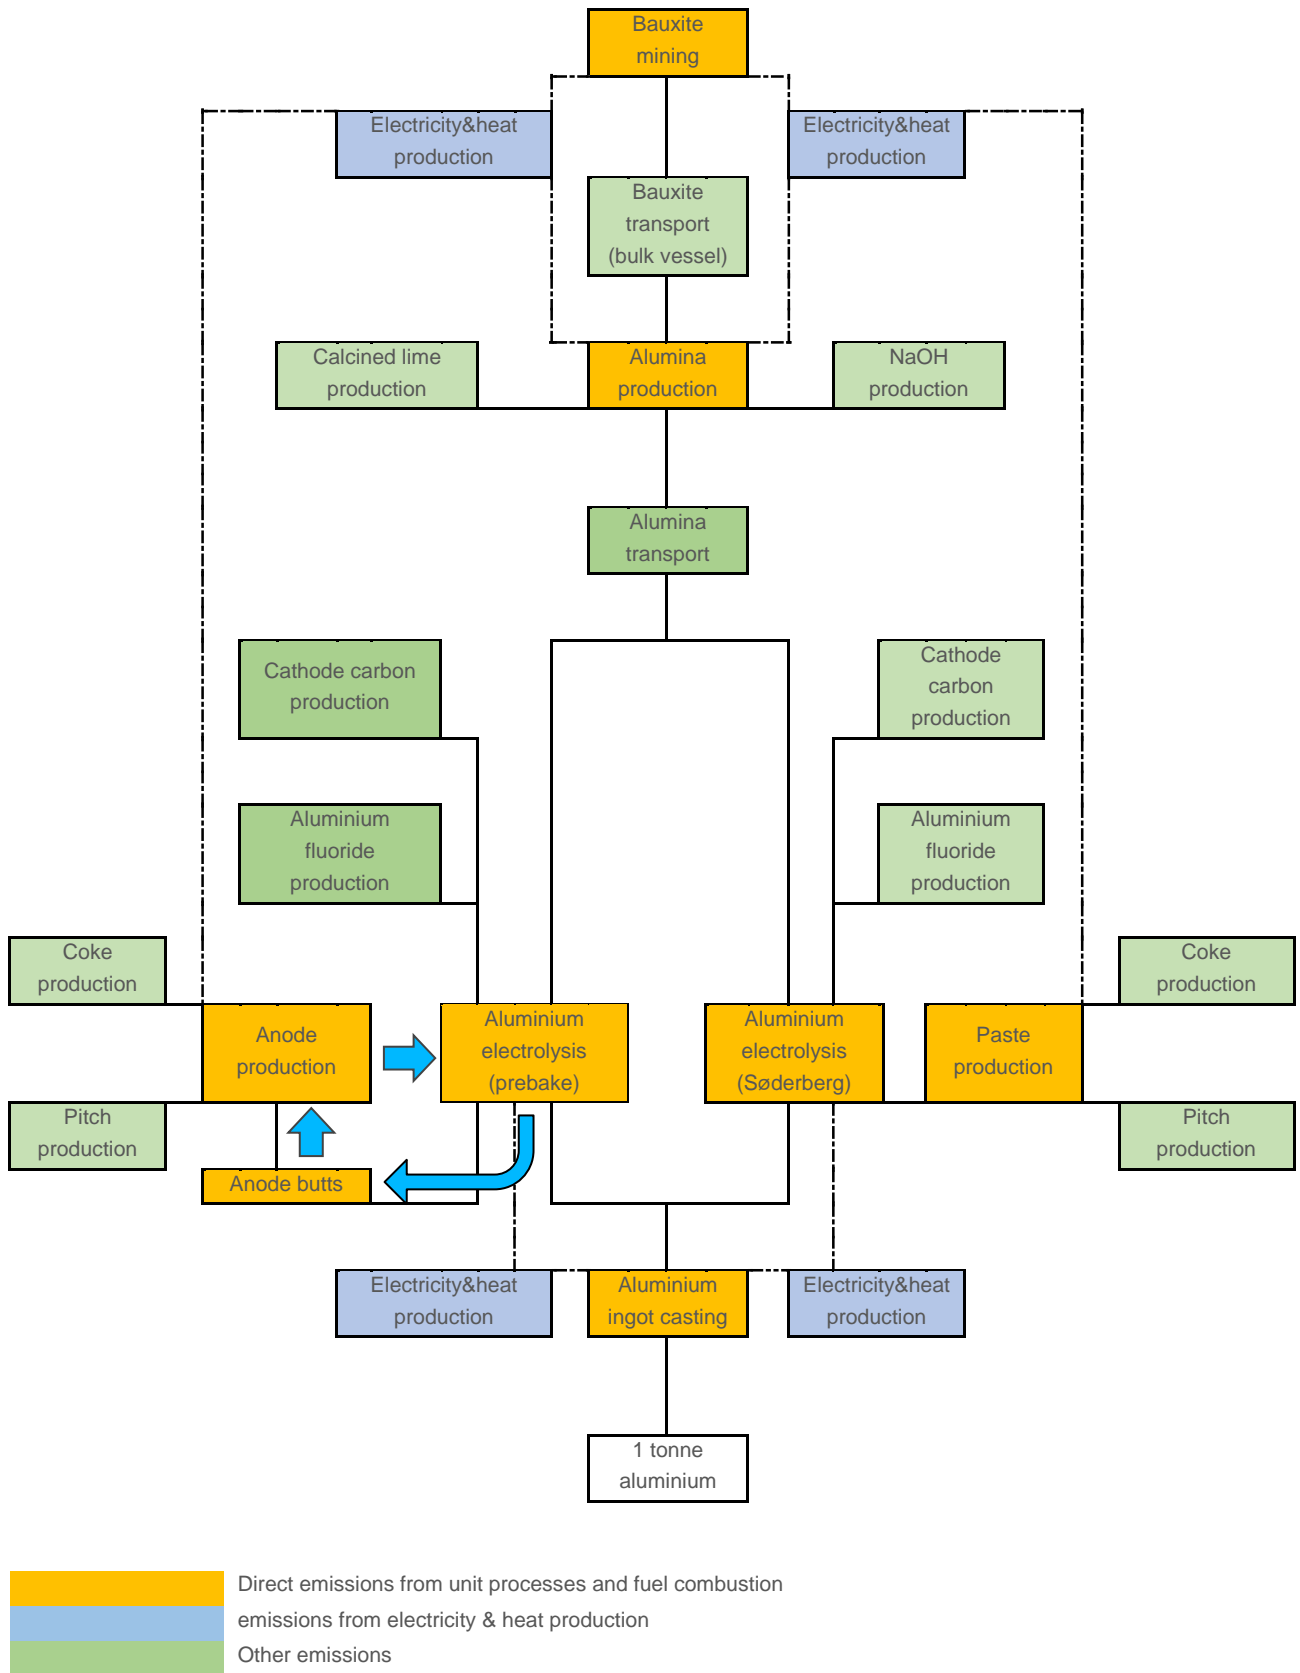 Bauxite
mining
Electricity&heat
production
Electricity&heat
production
Bauxite
transport
(bulk vessel)
Calcined lime
production
Alumina
production
NaOH
production
Alumina
transport
Cathode carbon
production
Cathode
carbon
production
Aluminium
fluoride
production
Aluminium
fluoride
production
Coke
production
Coke
production
Anode
production
Aluminium
electrolysis
(prebake)
Aluminium
electrolysis
(Søderberg)
Paste
production
Pitch
production
Pitch
production
Anode butts
Electricity&heat
production
Aluminium
ingot casting
Electricity&heat
production
1 tonne
aluminium
Direct emissions from unit processes and fuel combustion
emissions from electricity & heat production
Other emissions